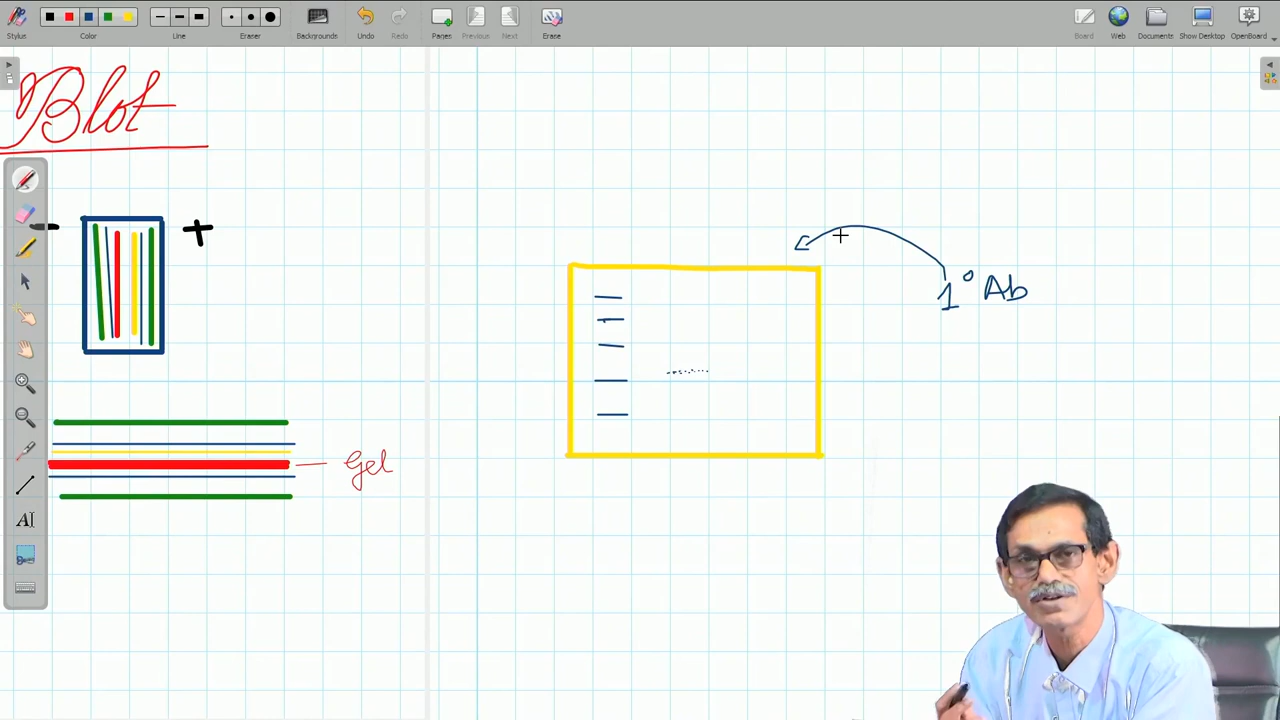 Stylus Color Line Eraser Backgrounds Undo Redo Pages Previous Next Erase Board Web Documents Show Desktop OpenBoard
Blot
- +
1° Ab
Gel
AI